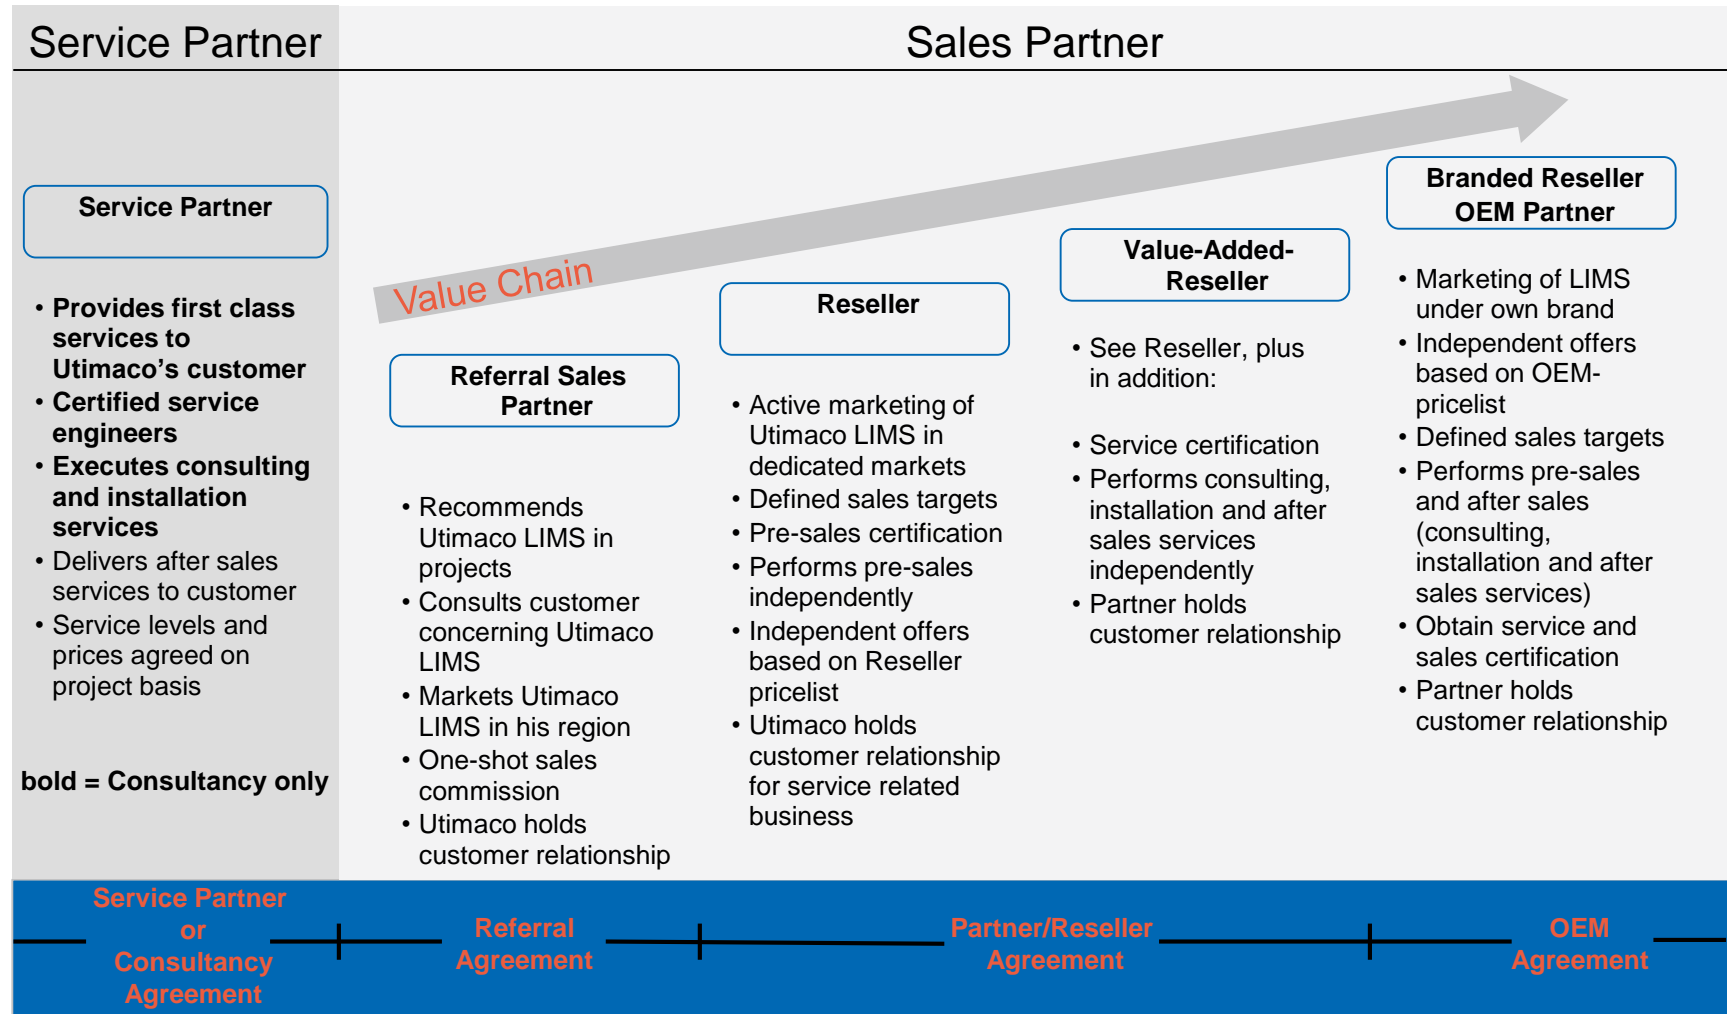 Service Partner
Sales Partner
Service Partner
• Provides first class
services to
Utimaco’s customer
• Certified service
engineers
• Executes consulting
and installation
services
• Delivers after sales
services to customer
• Service levels and
prices agreed on
project basis
bold = Consultancy only
Value Chain
Referral Sales
Partner
• Recommends
Utimaco LIMS in
projects
• Consults customer
concerning Utimaco
LIMS
• Markets Utimaco
LIMS in his region
• One-shot sales
commission
• Utimaco holds
customer relationship
Reseller
• Active marketing of
Utimaco LIMS in
dedicated markets
• Defined sales targets
• Pre-sales certification
• Performs pre-sales
independently
• Independent offers
based on Reseller
pricelist
• Utimaco holds
customer relationship
for service related
business
Value-Added-
Reseller
• See Reseller, plus
in addition:
• Service certification
• Performs consulting,
installation and after
sales services
independently
• Partner holds
customer relationship
Branded Reseller
OEM Partner
• Marketing of LIMS
under own brand
• Independent offers
based on OEM-
pricelist
• Defined sales targets
• Performs pre-sales
and after sales
(consulting,
installation and after
sales services)
• Obtain service and
sales certification
• Partner holds
customer relationship
Service Partner
or
Consultancy
Agreement
Referral
Agreement
Partner/Reseller
Agreement
OEM
Agreement